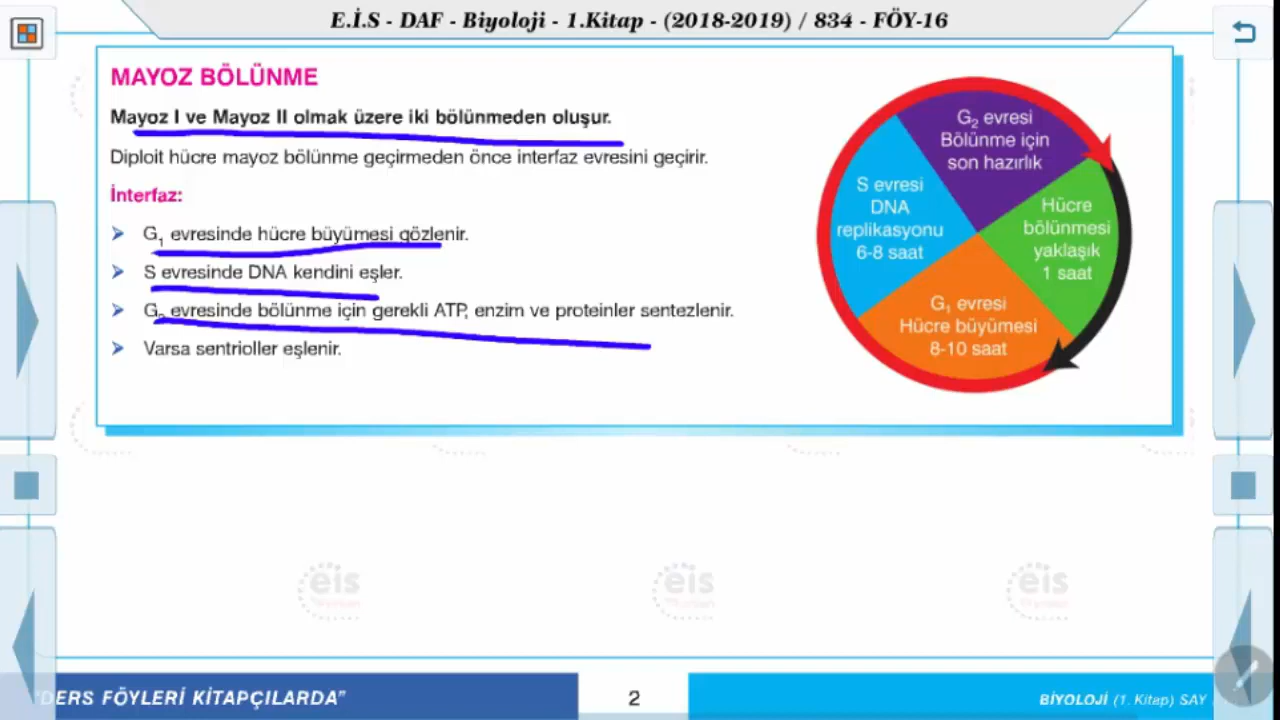 E.İ.S - DAF - Biyoloji - 1.Kitap - (2018-2019) / 834 - FÖY-16
MAYOZ BÖLÜNME
Mayoz I ve Mayoz II olmak üzere iki bölünmeden oluşur.
Diploit hücre mayoz bölünme geçirmeden önce interfaz evresini geçirir.
İnterfaz:
G1 evresinde hücre büyümesi gözlenir.
S evresinde DNA kendini eşler.
G2 evresinde bölünme için gerekli ATP, enzim ve proteinler sentezlenir.
Varsa sentrioller eşlenir.
G2 evresi
Bölünme için
son hazırlık
S evresi
DNA
replikasyonu
6-8 saat
Hücre
bölünmesi
yaklaşık
1 saat
G1 evresi
Hücre büyümesi
8-10 saat
eis
eis
eis
"DERS FÖYLERİ KİTAPÇILARDA"
2
BİYOLOJİ (1. Kitap) SAY